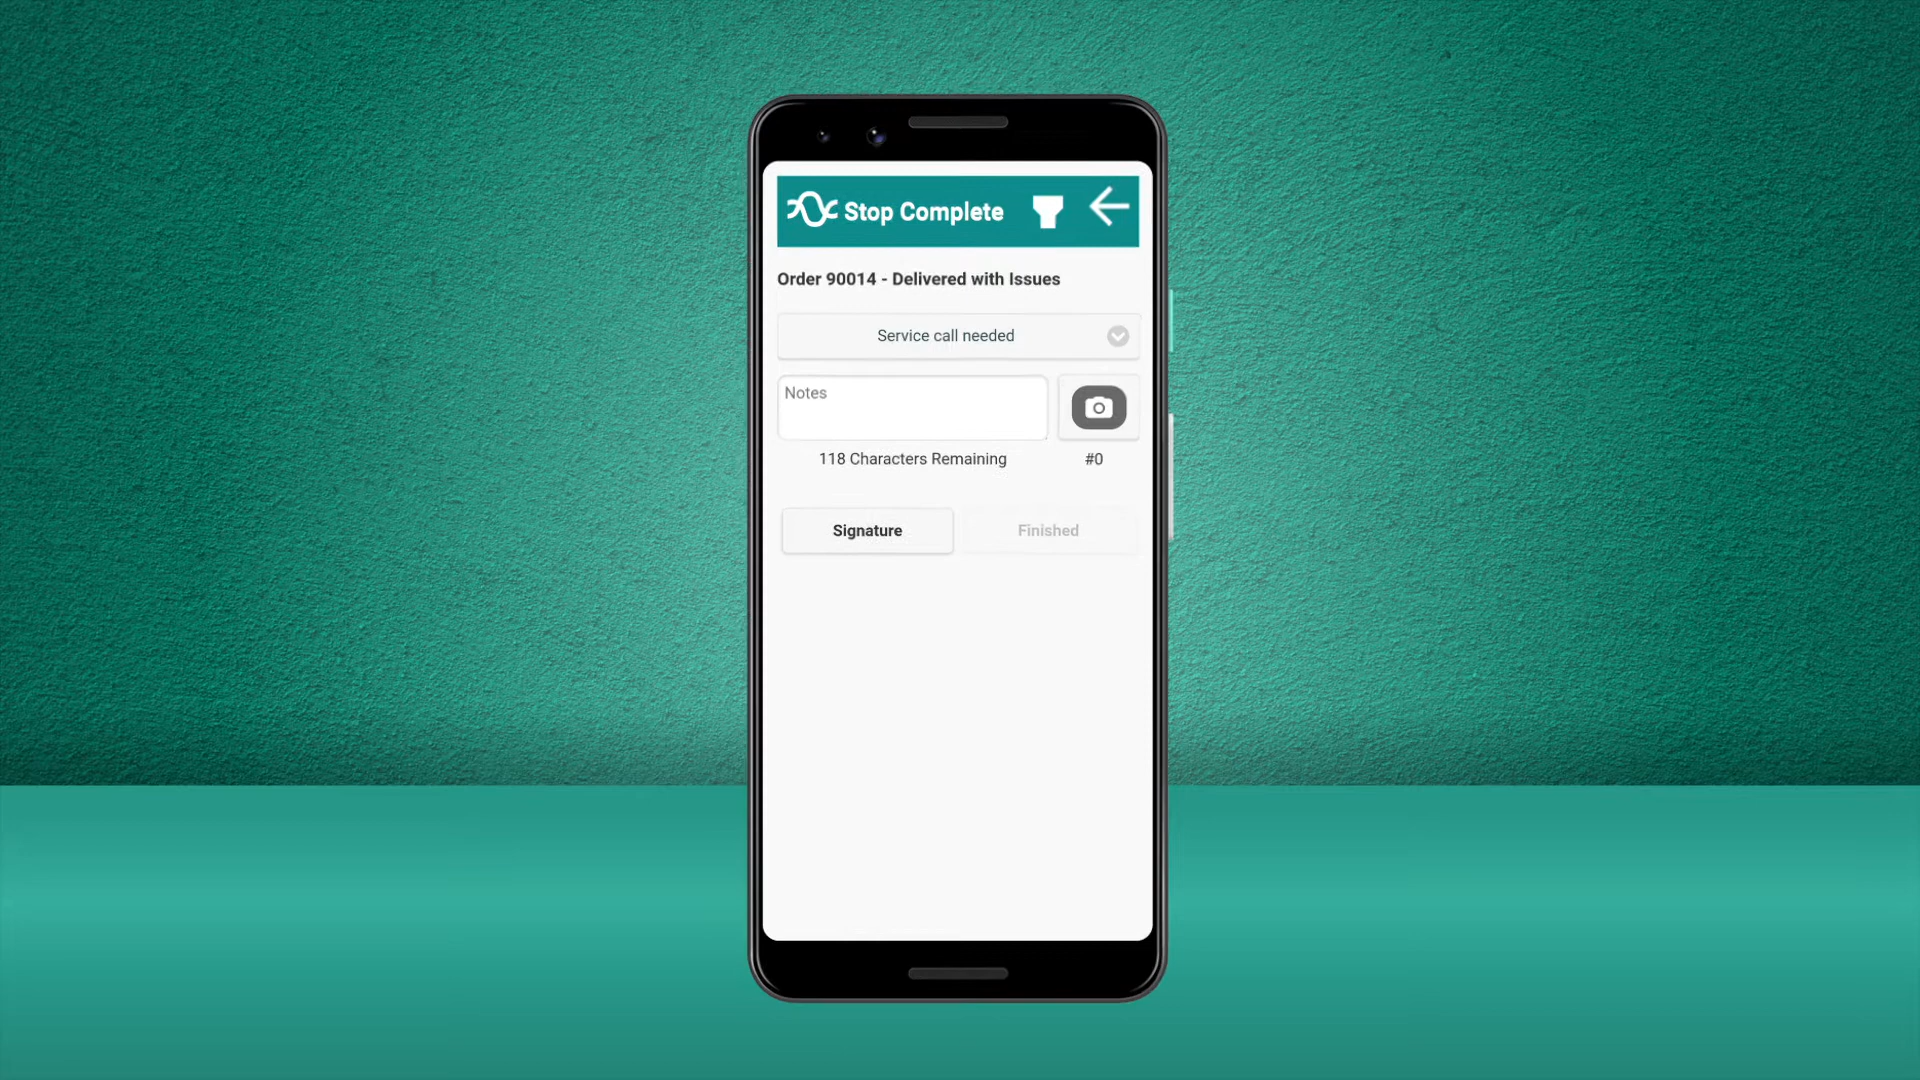 Stop Complete
Order 90014 - Delivered with Issues
Service call needed
Notes
118 Characters Remaining
#0
Signature
Finished